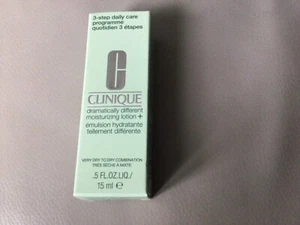 3-step daily care
programme
quotidien 3 étapes
C
CLINIQUE
dramatically different
moisturizing lotion +
émulsion hydratante
tellement différente
VERY DRY TO DRY COMBINATION
TRÈS SÈCHE A MIXTE
.5 FL.OZ.LIQ./
15 ml e